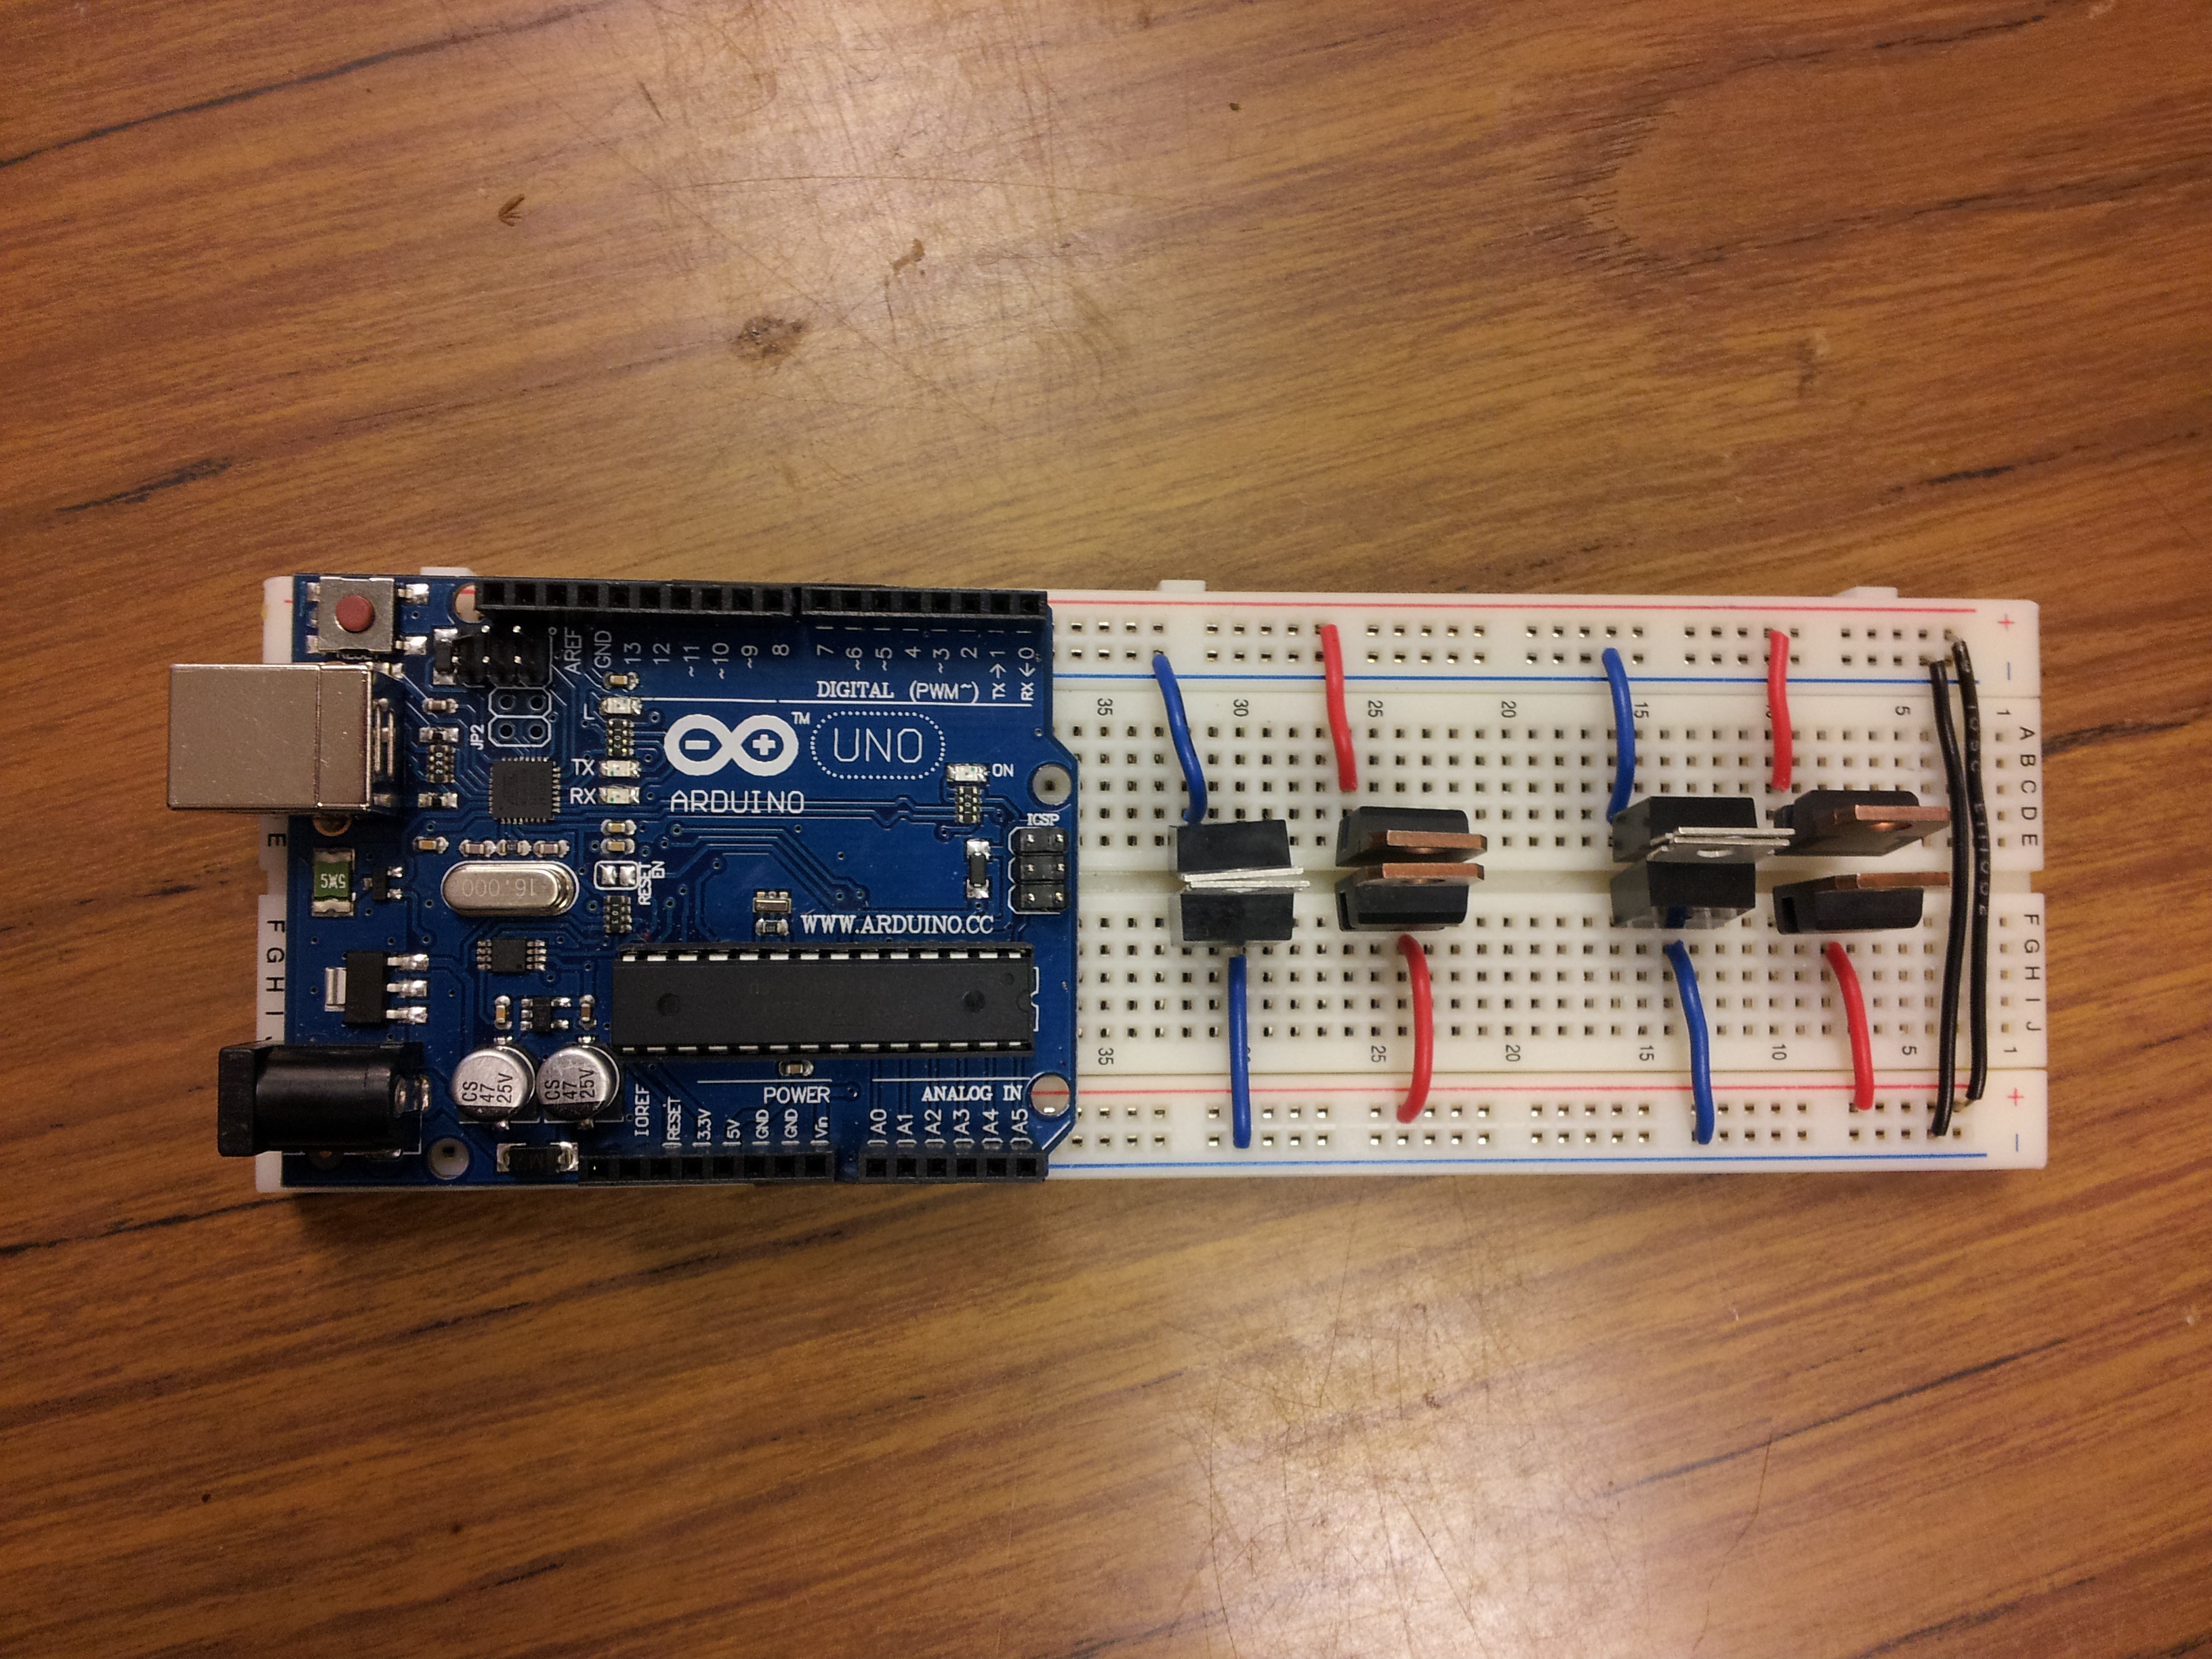 AREF
GND
13
12
~11
~10
~9
8
7
~6
~5
4
~3
2
TX→1
RX←0
DIGITAL (PWM~)
JP2
L
TX
RX
TM
UNO
ARDUINO
ON
ICSP
RESET
EN
16.000
WWW.ARDUINO.CC
CS
47
25V
CS
47
25V
POWER
ANALOG IN
IOREF
RESET
3.3V
5V
GND
GND
Vin
A0
A1
A2
A3
A4
A5
E
F
G
H
I
+
−
35
30
25
20
15
5
1
A
B
C
D
E
F
G
H
I
J
35
25
20
15
10
5
1
+
−